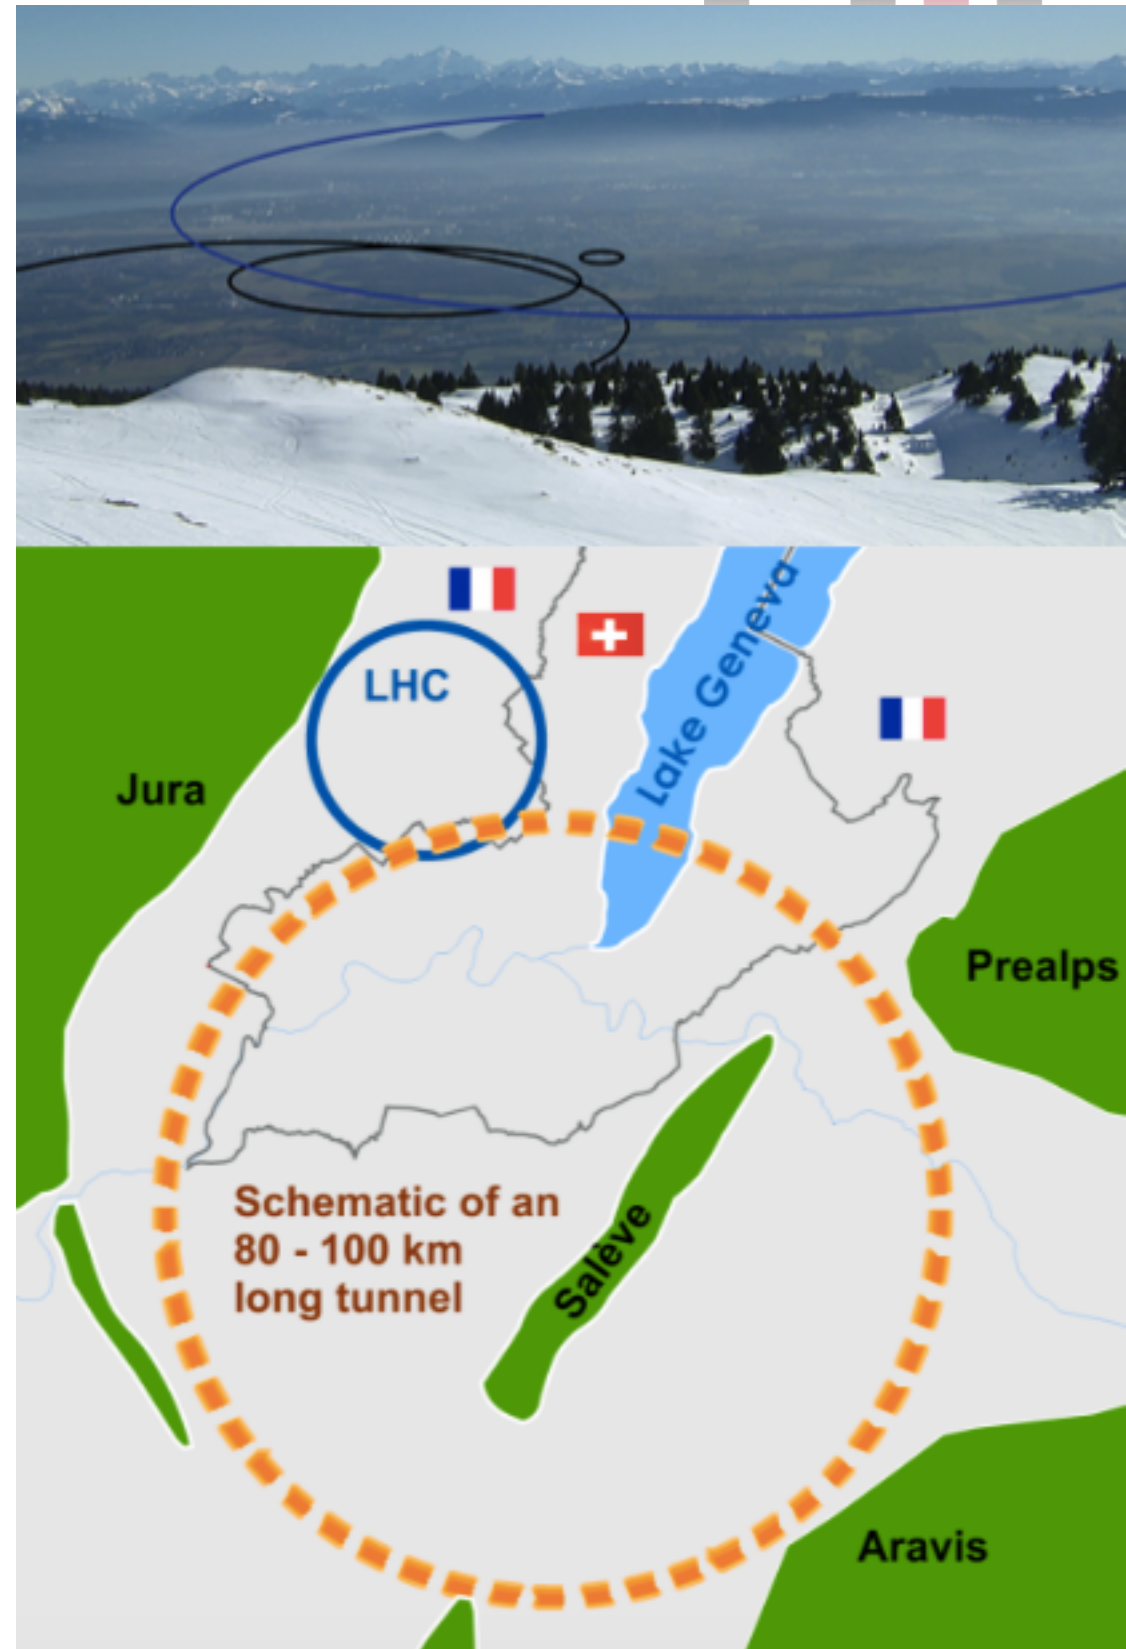 LHC
Lake Geneva
Jura
Prealps
Schematic of an
80 - 100 km
long tunnel
Salève
Aravis